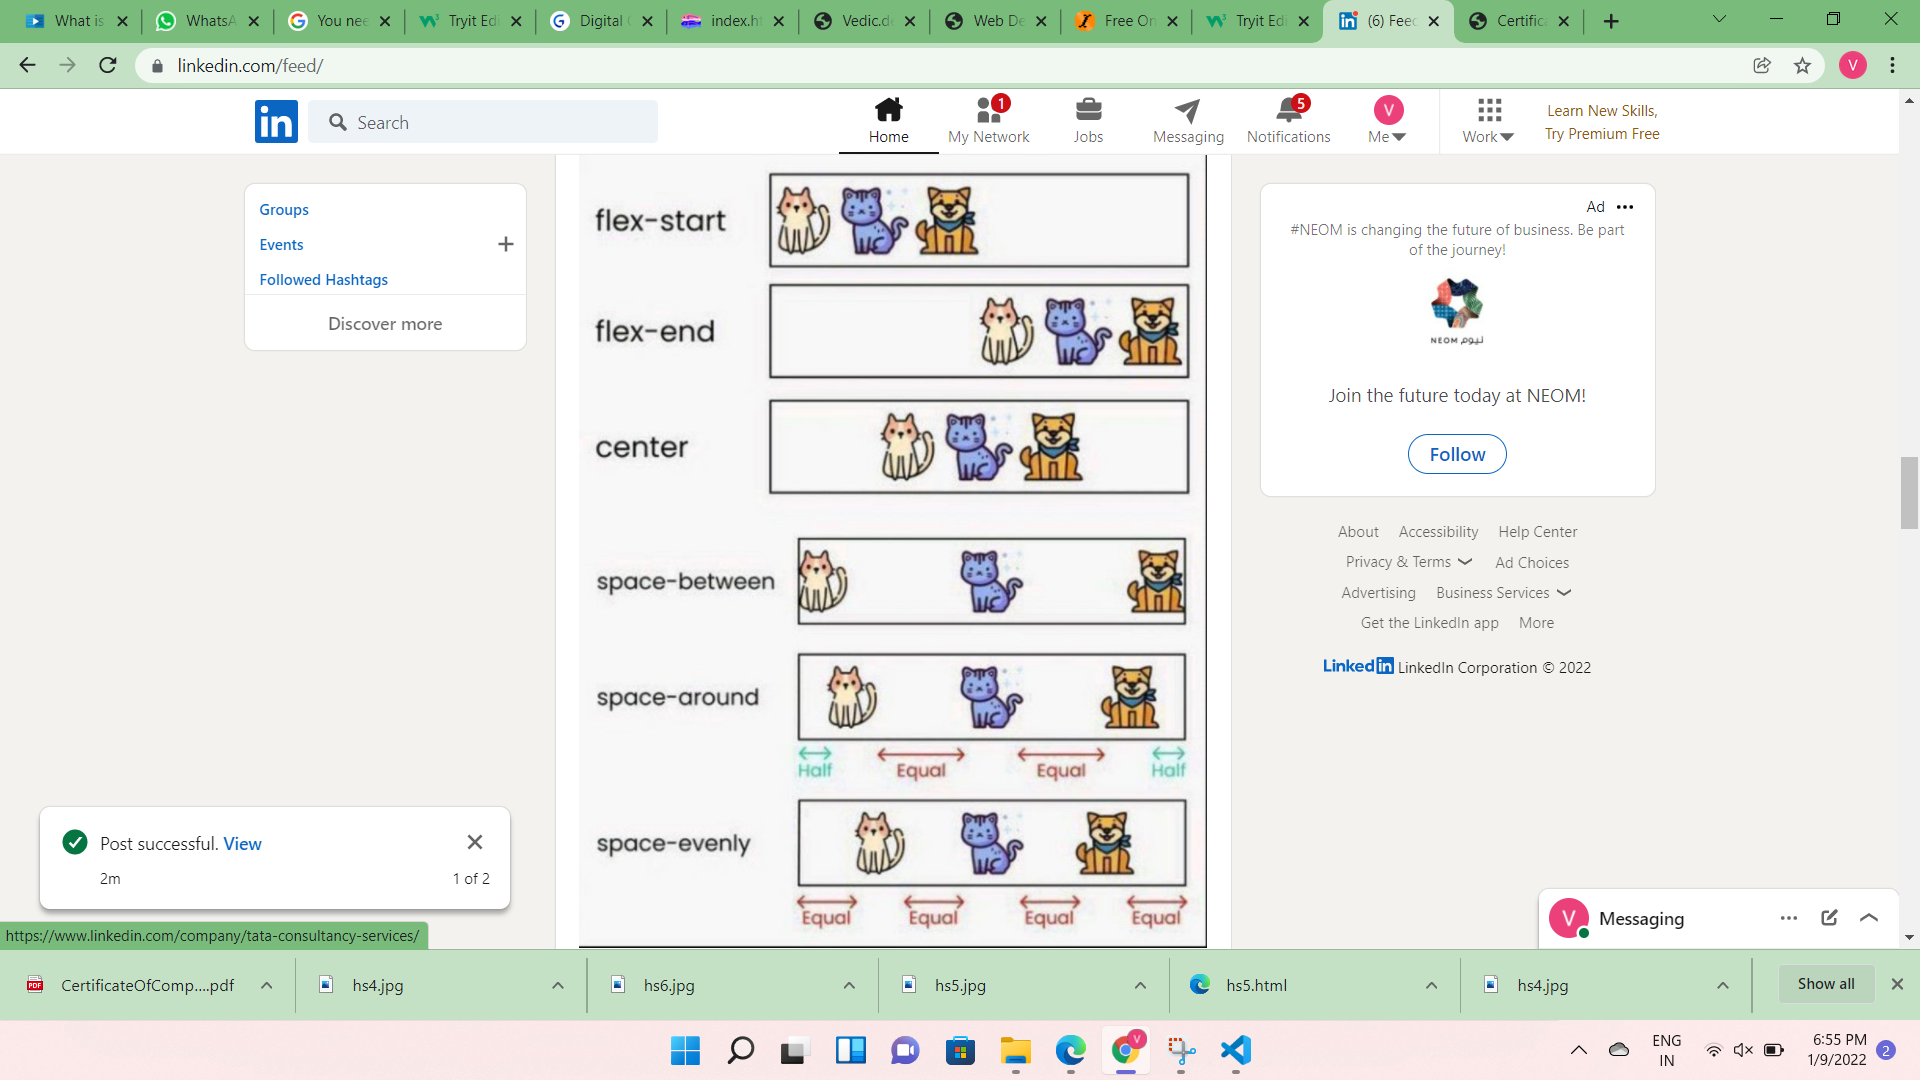 What is
WhatsA
You nee
Tryit Edi
Digital
index.ht
Vedic.de
Web De
Free On
Tryit Edi
(6) Feed
Certifica
linkedin.com/feed/
V
in
Search
Home
1
My Network
Jobs
Messaging
5
Notifications
V
Me
Work
Learn New Skills,
Try Premium Free
Groups
Events
Followed Hashtags
Discover more
flex-start
flex-end
center
space-between
space-around
Half
Equal
Equal
Half
space-evenly
Equal
Equal
Equal
Equal
Ad
#NEOM is changing the future of business. Be part
of the journey!
NEOM نيوم
Join the future today at NEOM!
Follow
About Accessibility Help Center
Privacy & Terms Ad Choices
Advertising Business Services
Get the LinkedIn app More
LinkedIn LinkedIn Corporation © 2022
Post successful. View
2m
1 of 2
V Messaging
https://www.linkedin.com/company/tata-consultancy-services/
PDF
CertificateOfComp....pdf
hs4.jpg
hs6.jpg
hs5.jpg
hs5.html
hs4.jpg
Show all
V
ENG
IN
6:55 PM
1/9/2022
2